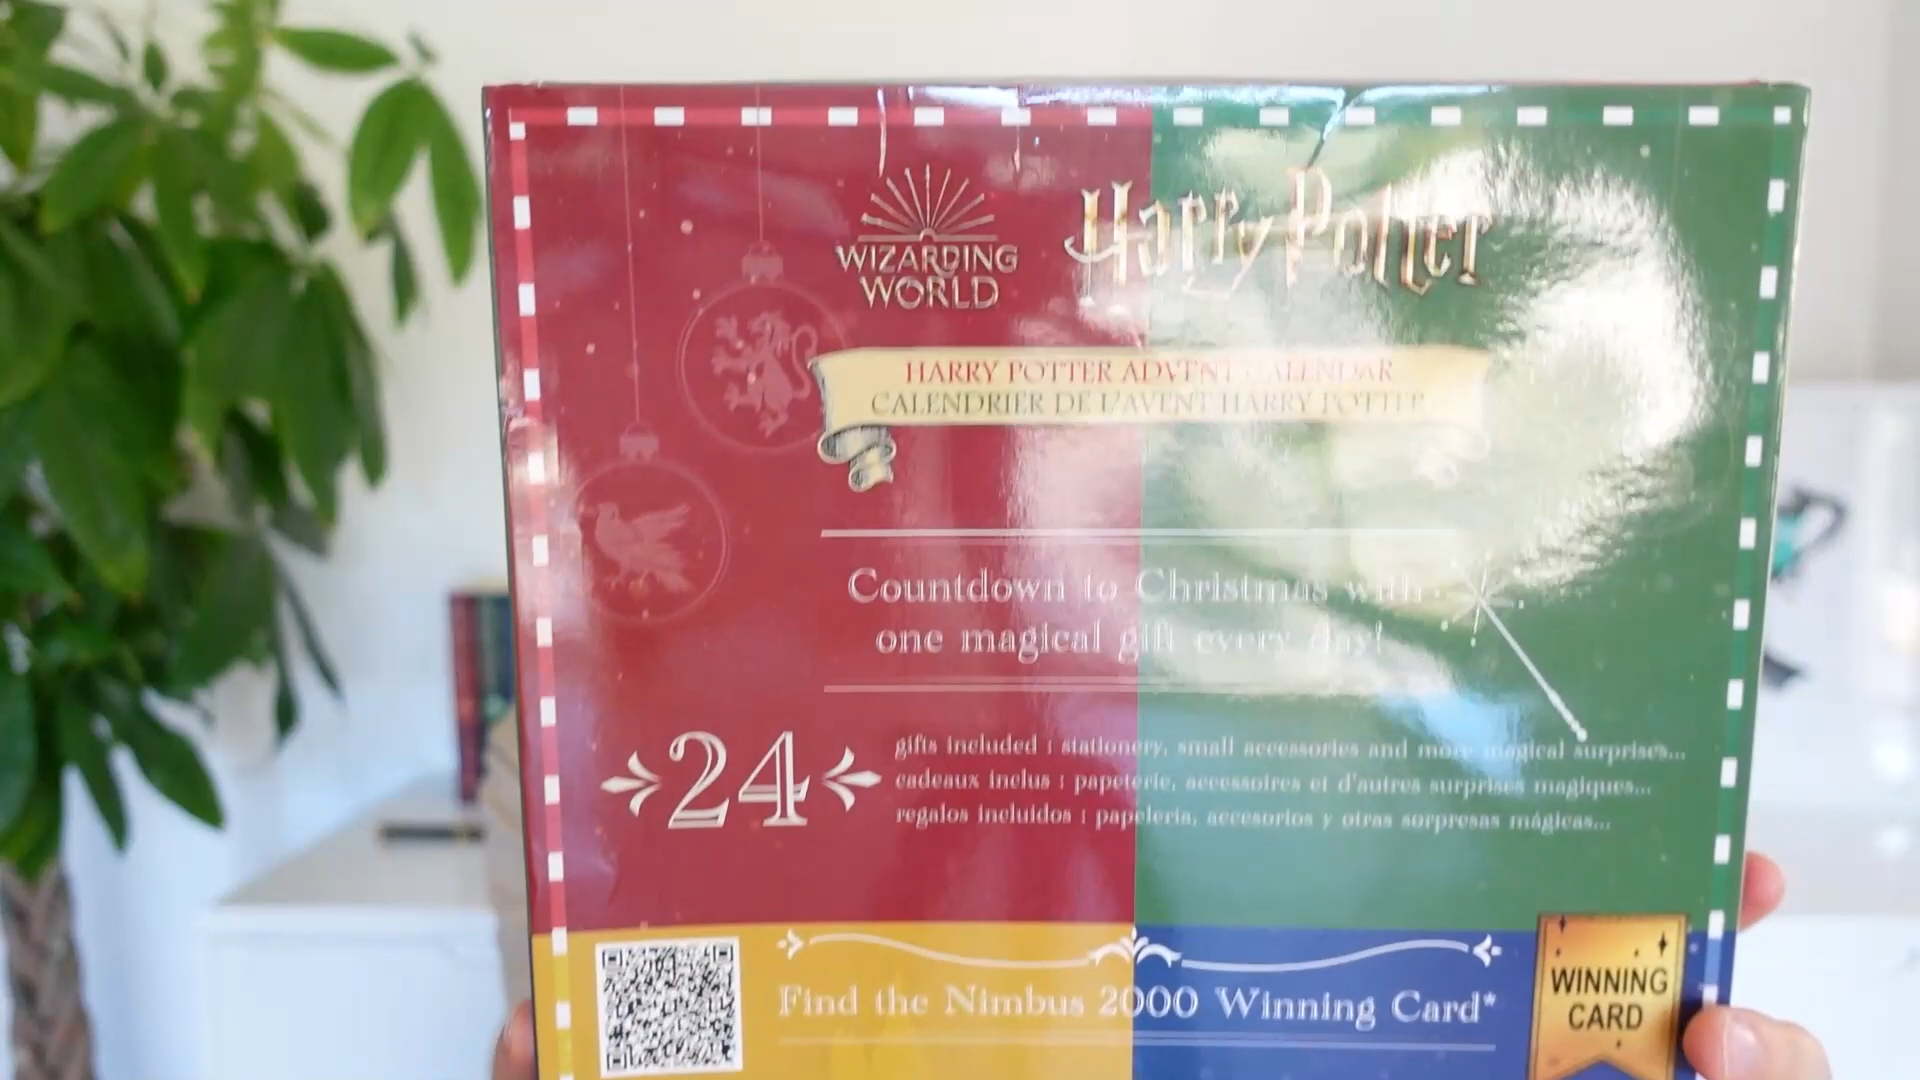 WIZARDING
WORLD
Harry Potter
HARRY POTTER ADVENT CALENDAR
CALENDRIER DE L'AVENT HARRY POTTER
Countdown to Christmas with
one magical gift every day!
24
gifts included : stationery, small accessories and more magical surprises...
cadeaux inclus : papeterie, accessoires et d'autres surprises magiques...
regalos incluidos : papelería, accesorios y otras sorpresas mágicas...
Find the Nimbus 2000 Winning Card*
WINNING
CARD